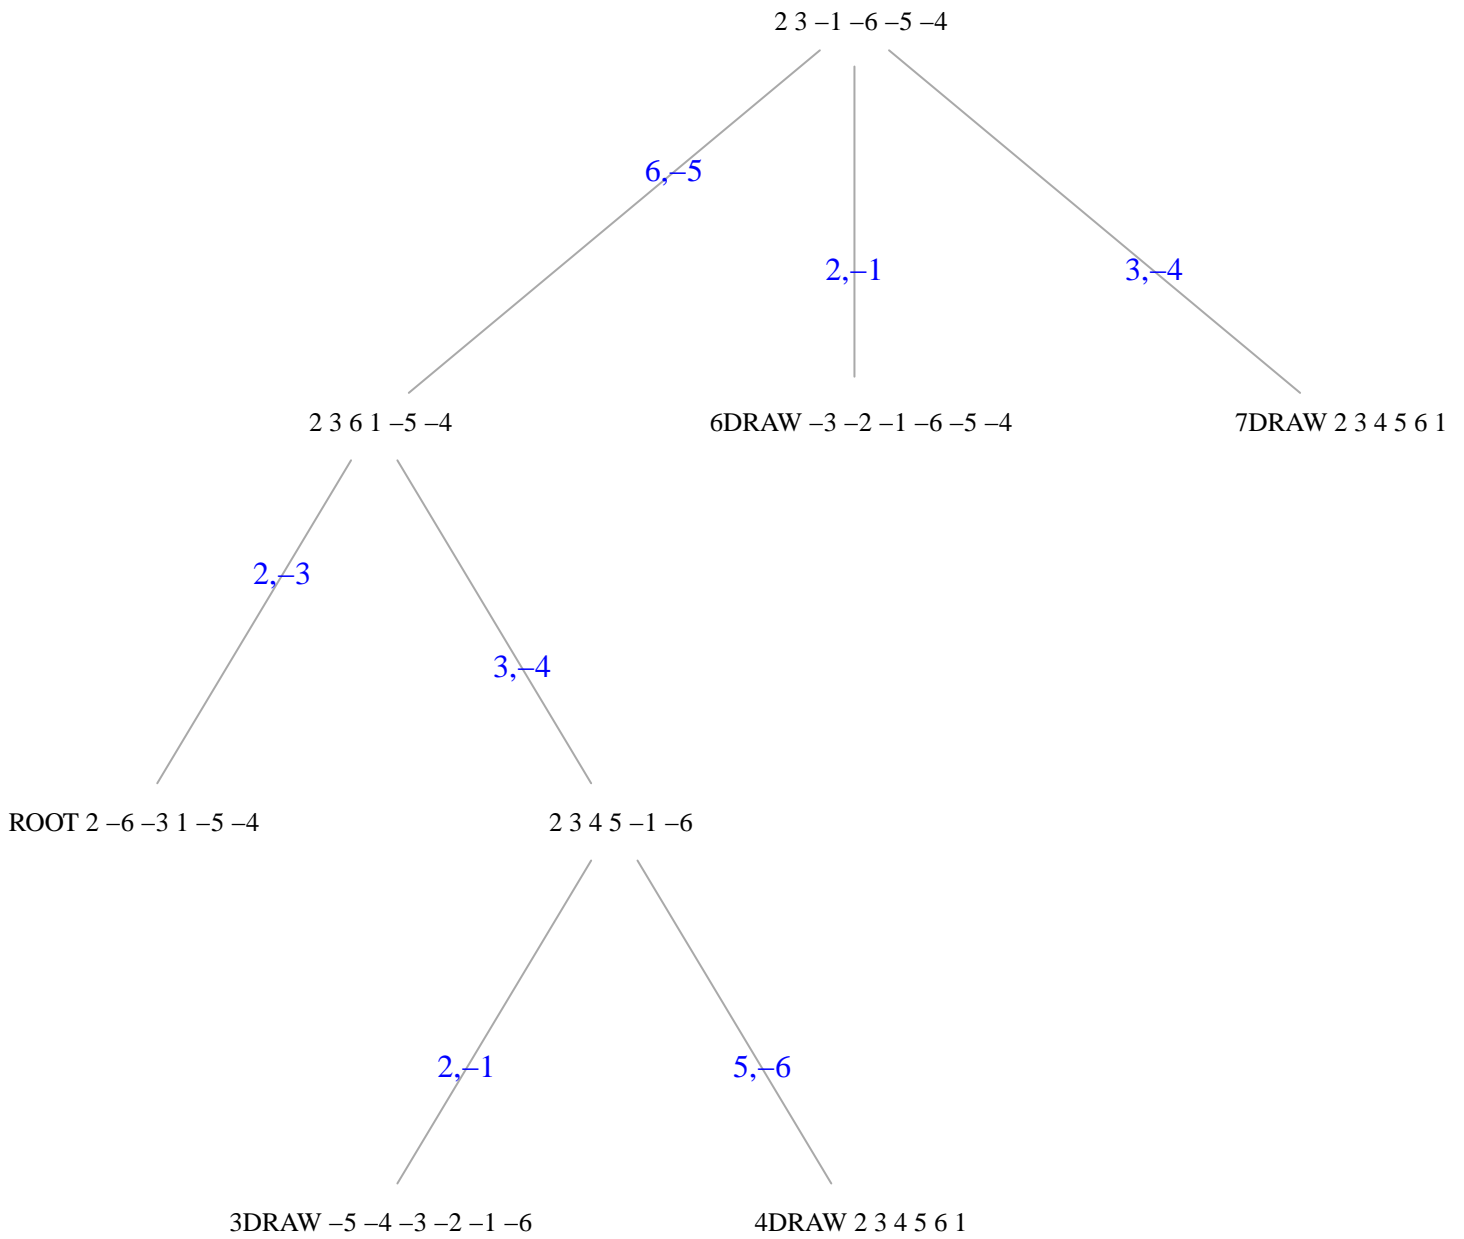 2 3 –1 –6 –5 –4
6,–5
2,–1
3,–4
2 3 6 1 –5 –4
6DRAW –3 –2 –1 –6 –5 –4
7DRAW 2 3 4 5 6 1
2,–3
3,–4
ROOT 2 –6 –3 1 –5 –4
2 3 4 5 –1 –6
2,–1
5,–6
3DRAW –5 –4 –3 –2 –1 –6
4DRAW 2 3 4 5 6 1